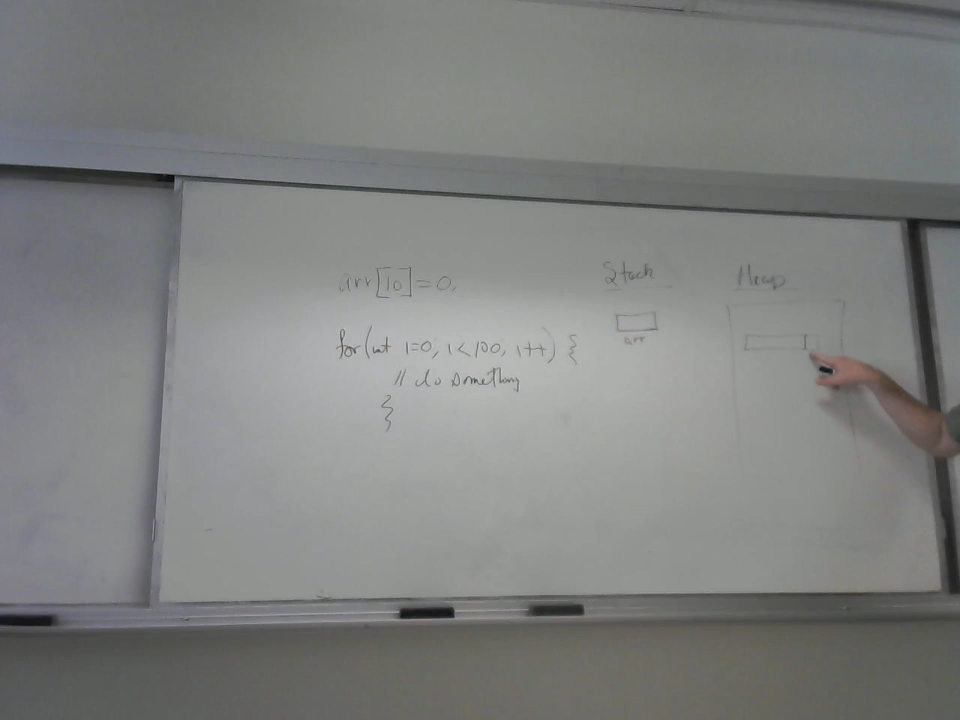 arr[10] = 0;
for(int i=0; i<100; i++) {
// do something
}
Stack
arr
Heap